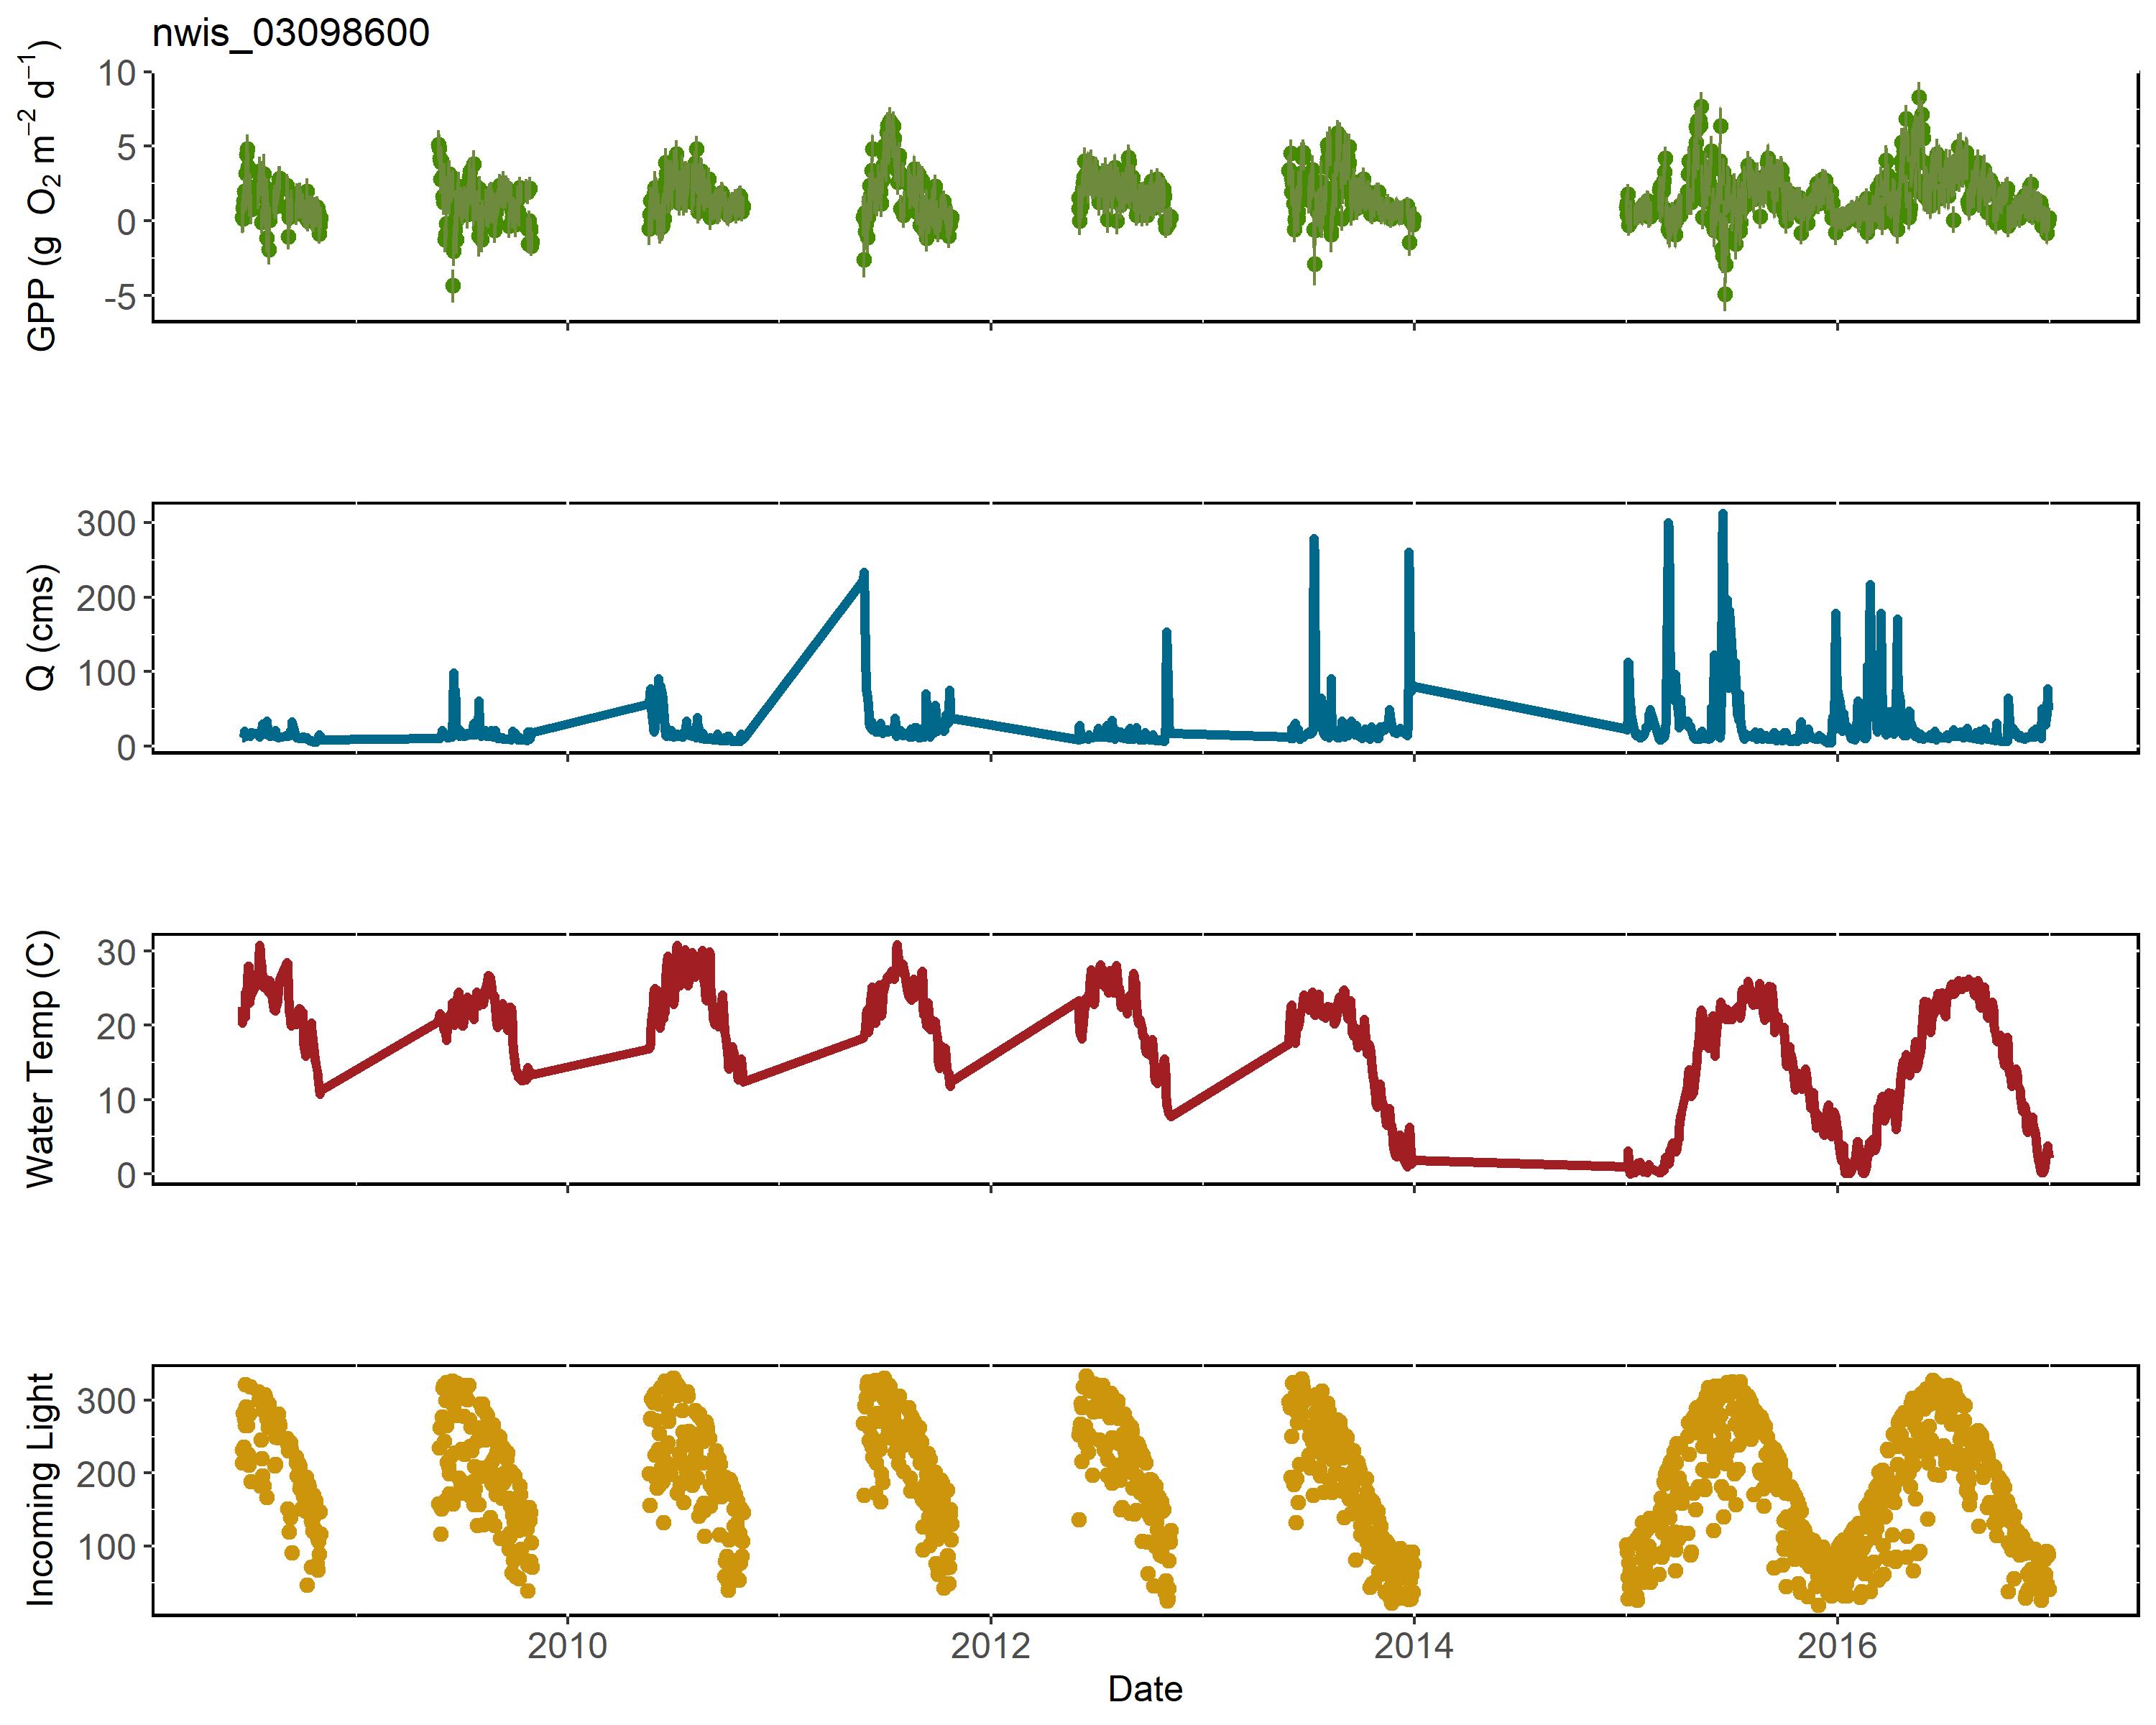 nwis_03098600
GPP (g O₂ m⁻² d⁻¹)
10
5
0
-5
Q (cms)
300
200
100
0
Water Temp (C)
30
20
10
0
Incoming Light
300
200
100
2010 2012 2014 2016
Date